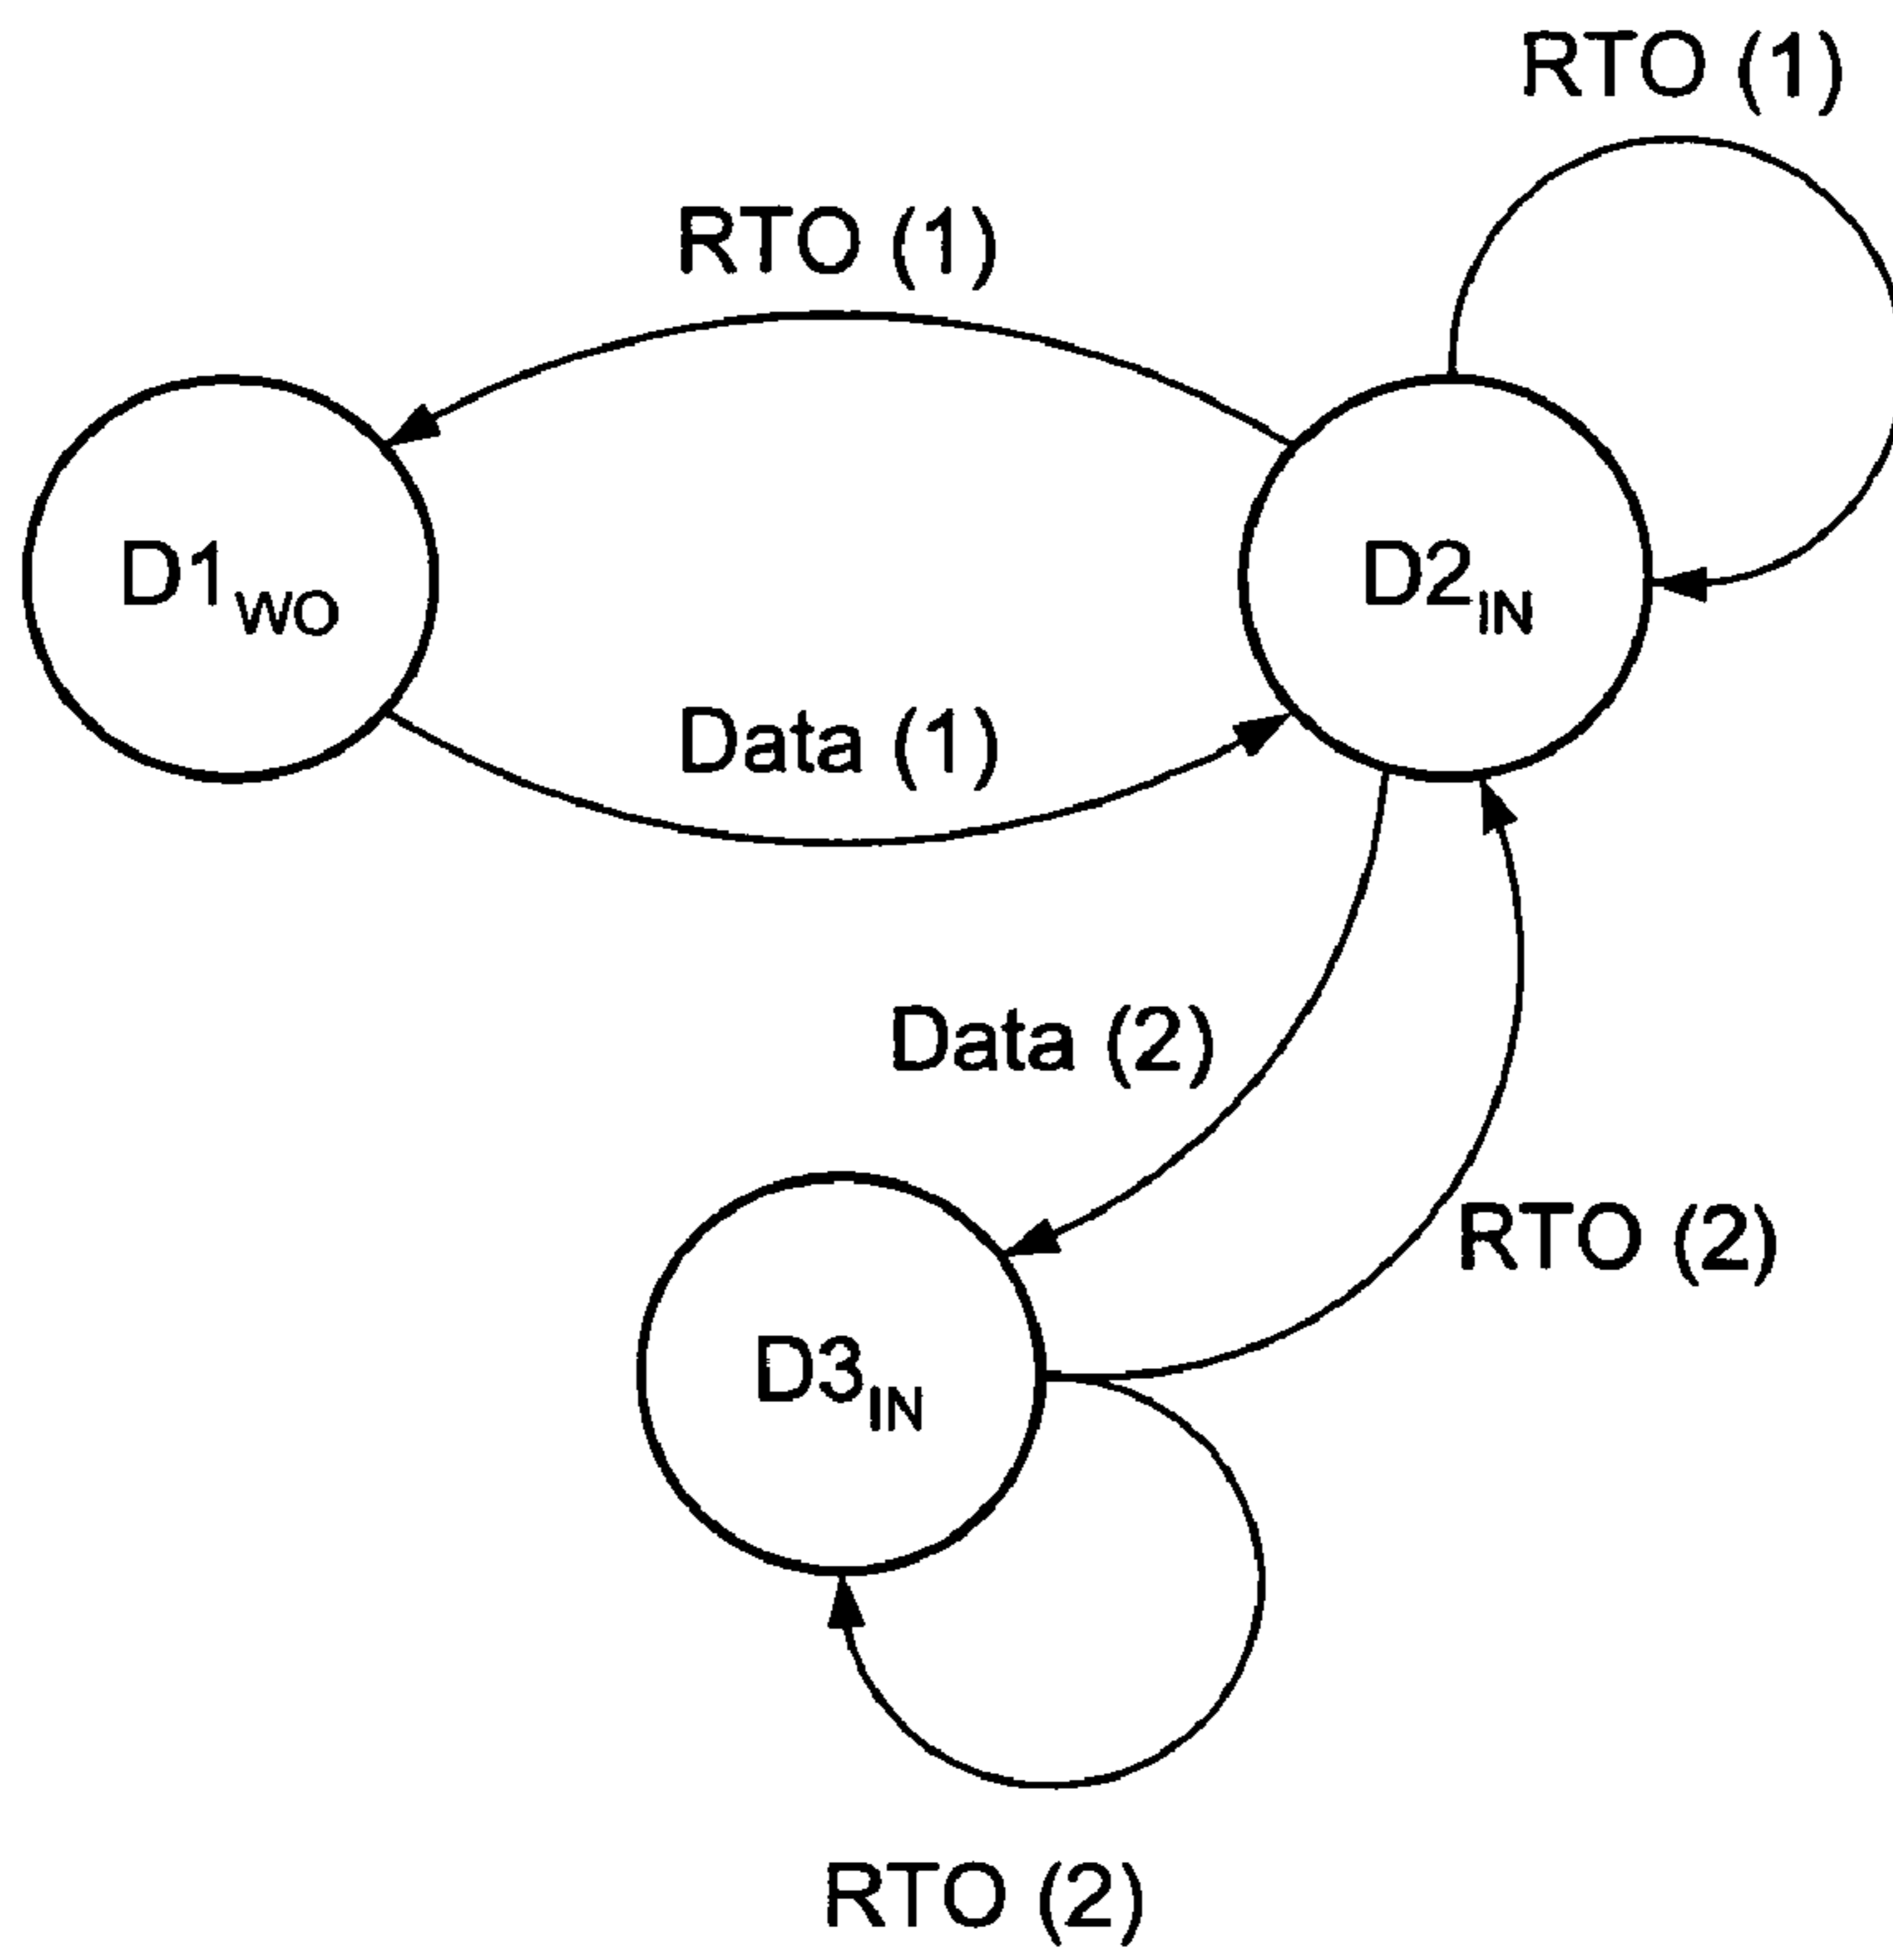 RTO (1)
RTO (1)
D1WO
D2IN
Data (1)
Data (2)
RTO (2)
D3IN
RTO (2)